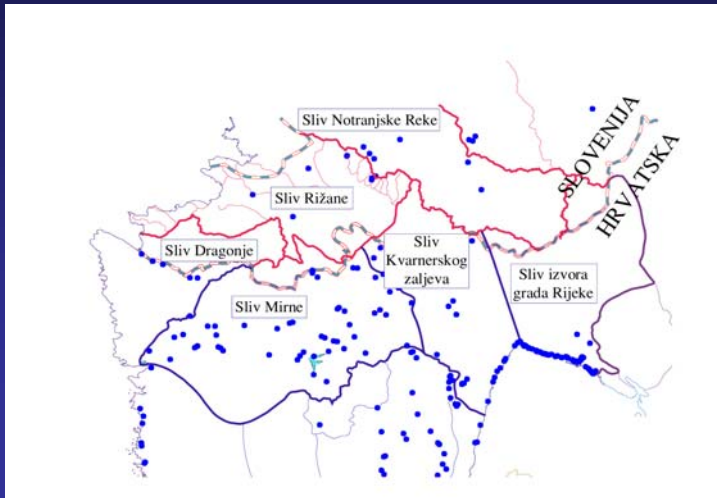 Sliv Notranjske Reke
SLOVENIJA
HRVATSKA
Sliv Rižane
Sliv Dragonje
Sliv
Kvarnerskog
zaljeva
Sliv izvora
grada Rijeke
Sliv Mirne